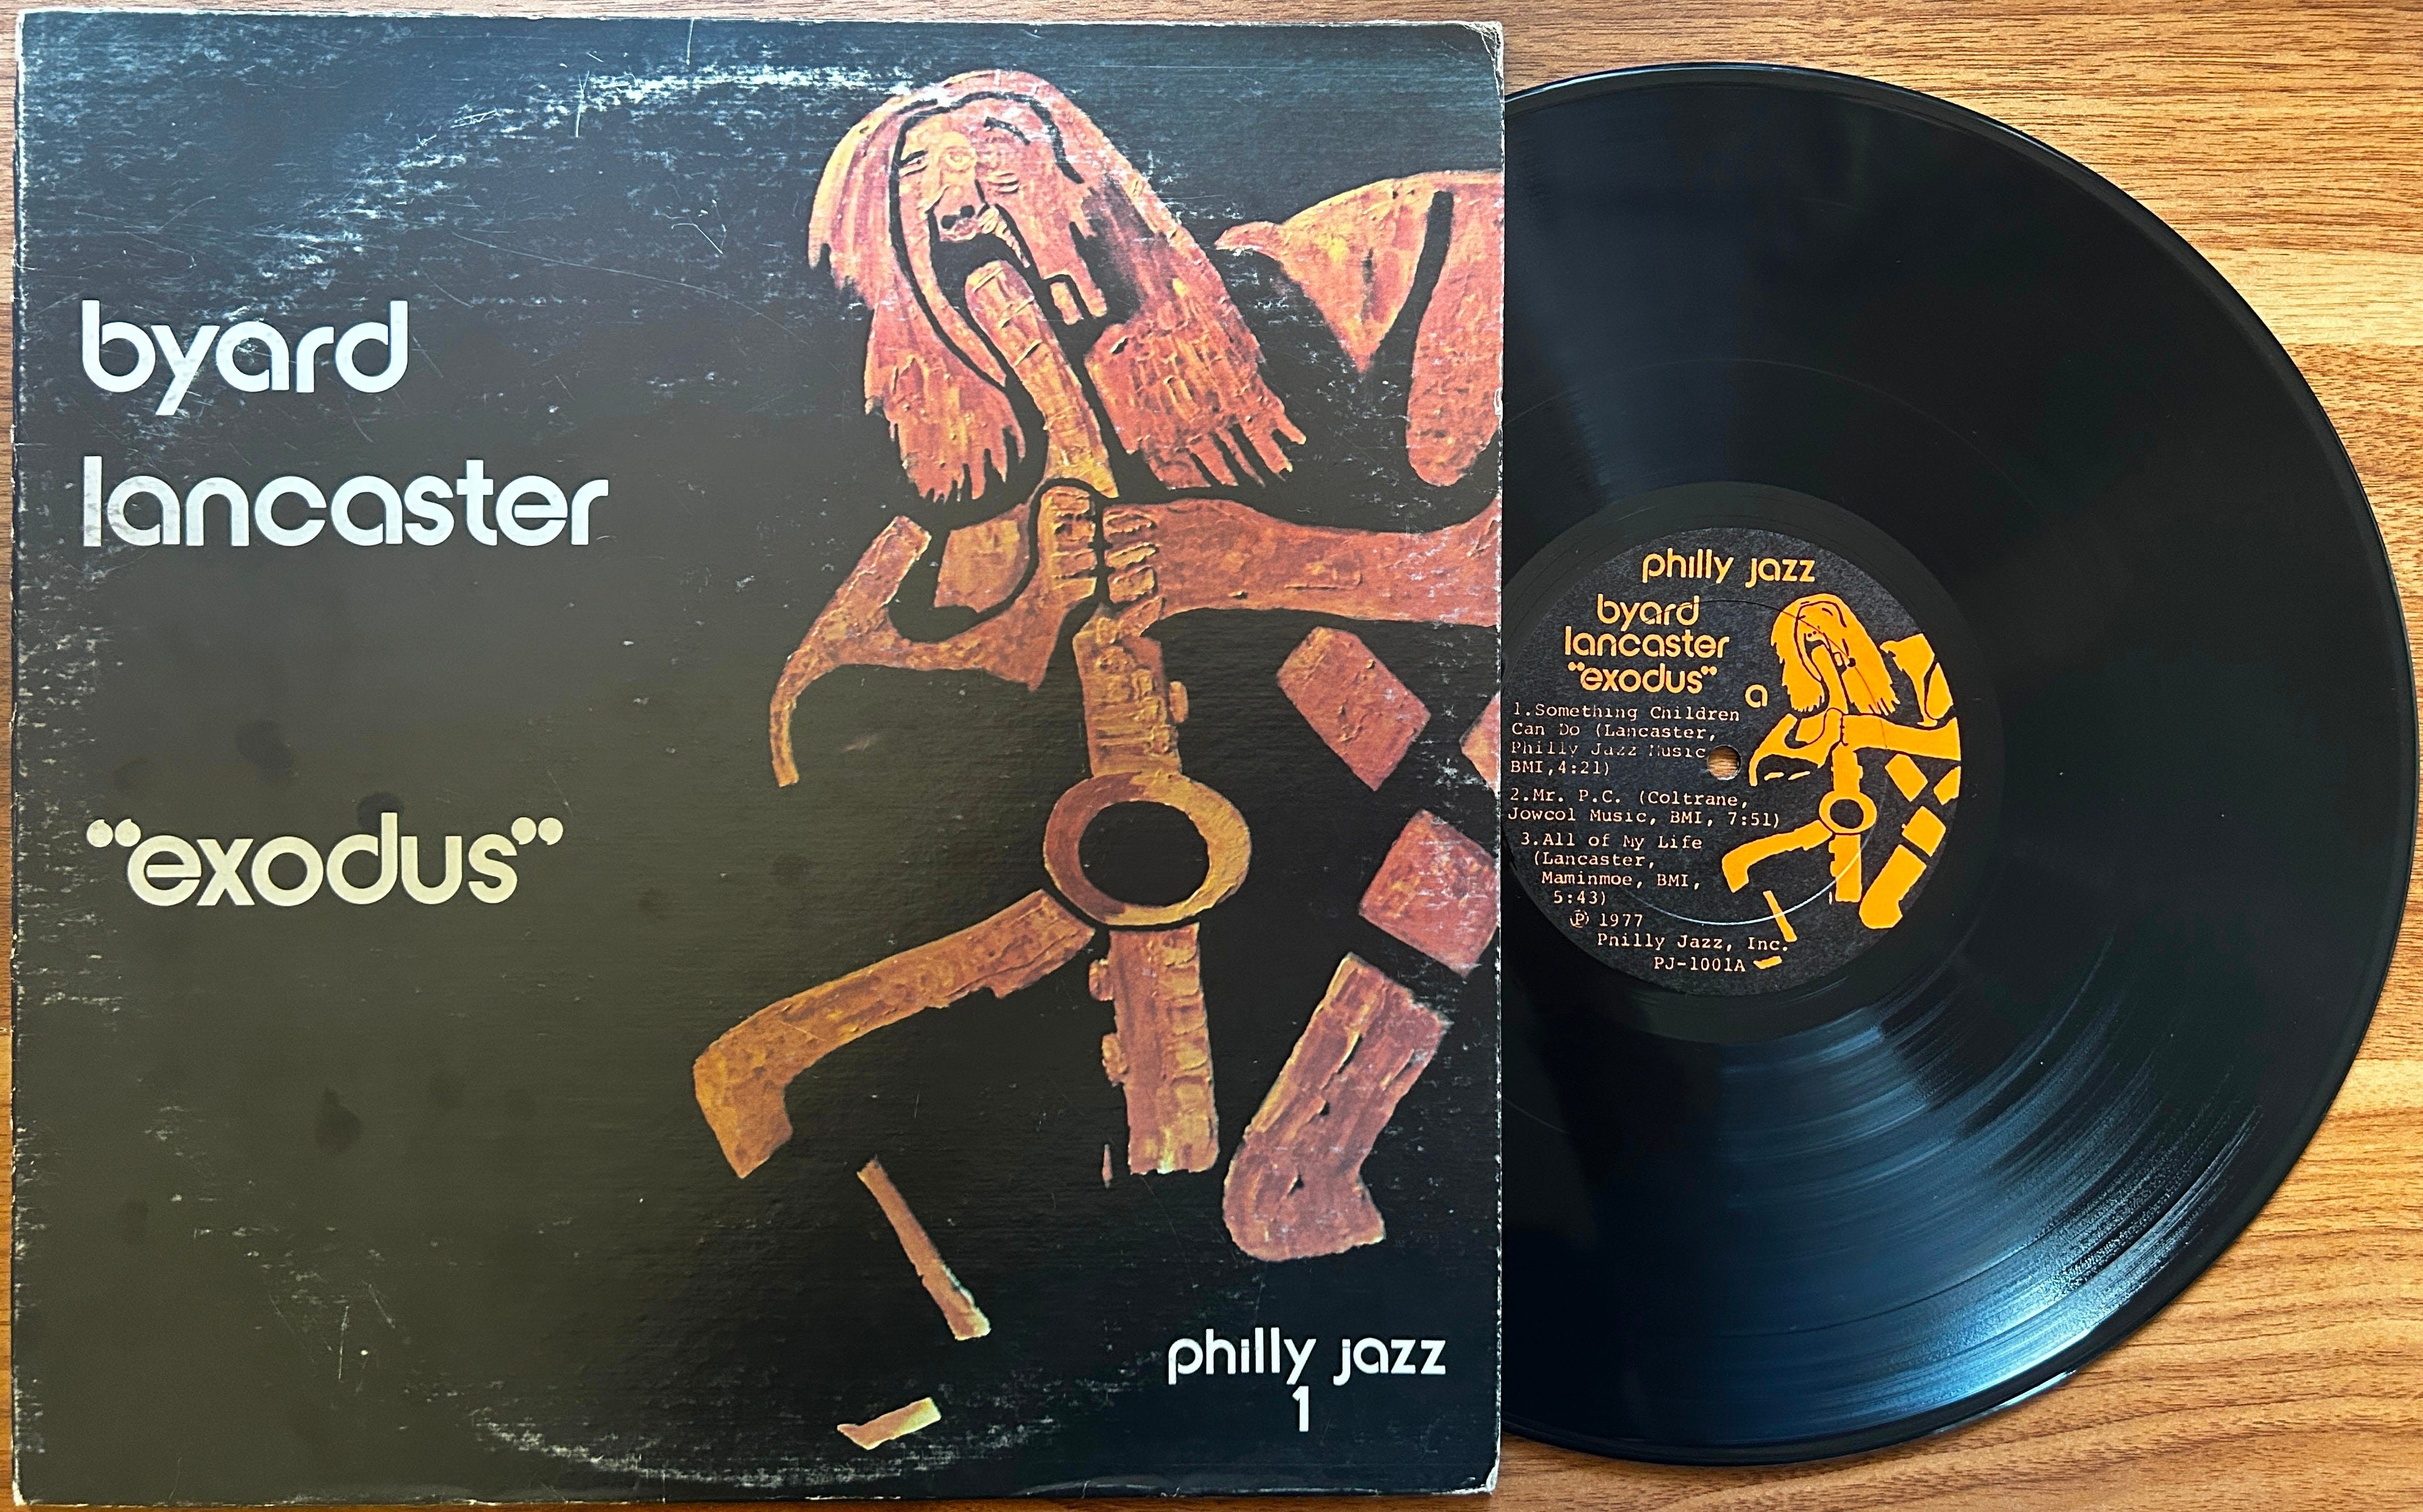 byard
lancaster
"exodus"
philly jazz
1
philly jazz
byard
lancaster
"exodus"
a
1.Something Children
Can Do (Lancaster,
Philly Jazz Music
BMI,4:21)
2.Mr. P.C. (Coltrane,
Jowcol Music, BMI, 7:51)
3.All of My Life
(Lancaster,
Maminmoe, BMI,
5:43)
℗ 1977
Philly Jazz, Inc.
PJ-1001A